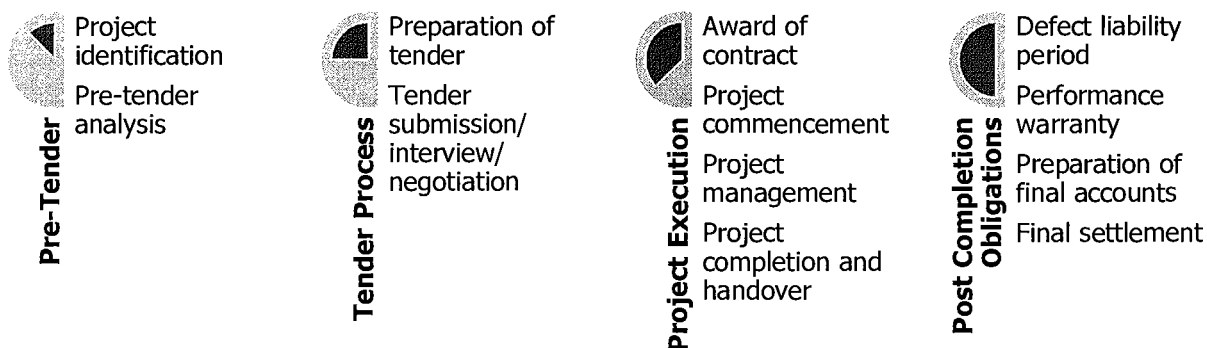 Pre-Tender
Project
identification
Pre-tender
analysis
Tender Process
Preparation of
tender
Tender
submission/
interview/
negotiation
Project Execution
Award of
contract
Project
commencement
Project
management
Project
completion and
handover
Post Completion
Obligations
Defect liability
period
Performance
warranty
Preparation of
final accounts
Final settlement